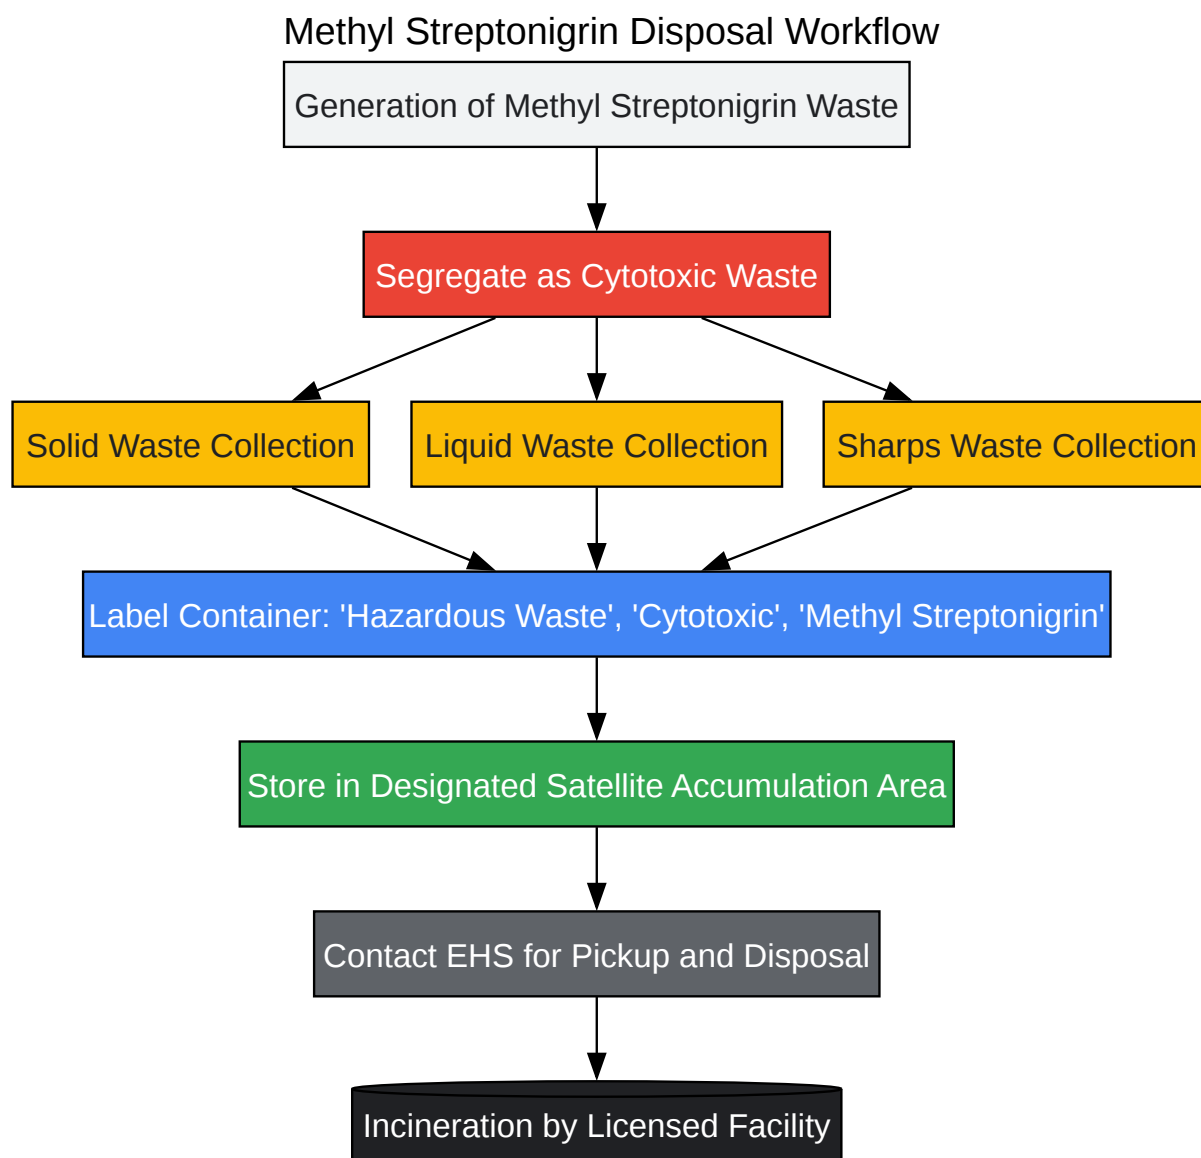 Methyl Streptonigrin Disposal Workflow
Generation of Methyl Streptonigrin Waste
Segregate as Cytotoxic Waste
Solid Waste Collection
Liquid Waste Collection
Sharps Waste Collection
Label Container: 'Hazardous Waste', 'Cytotoxic', 'Methyl Streptonigrin'
Store in Designated Satellite Accumulation Area
Contact EHS for Pickup and Disposal
Incineration by Licensed Facility